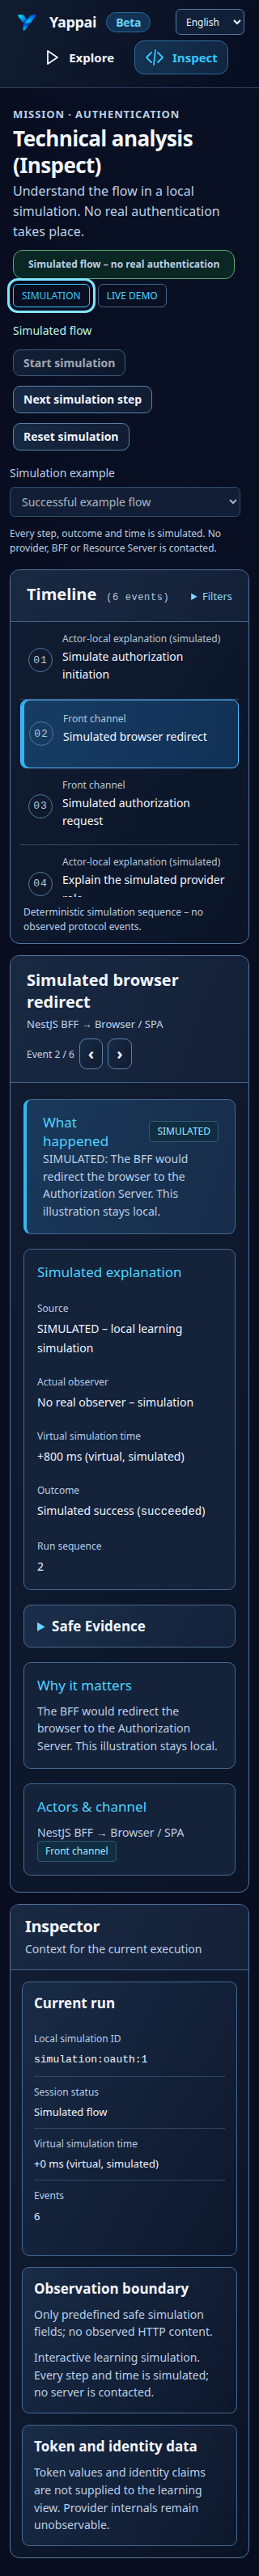 Yappai Beta English
Explore Inspect
MISSION · AUTHENTICATION
Technical analysis
(Inspect)
Understand the flow in a local
simulation. No real authentication
takes place.
Simulated flow – no real authentication
SIMULATION LIVE DEMO
Simulated flow
Start simulation
Next simulation step
Reset simulation
Simulation example
Successful example flow
Every step, outcome and time is simulated. No
provider, BFF or Resource Server is contacted.
Timeline (6 events) Filters
Actor-local explanation (simulated)
01 Simulate authorization
initiation
Front channel
02 Simulated browser redirect
Front channel
03 Simulated authorization
request
Actor-local explanation (simulated)
04 Explain the simulated provider
Deterministic simulation sequence – no
observed protocol events.
Simulated browser
redirect
NestJS BFF → Browser / SPA
Event 2 / 6 ‹ ›
What
happened SIMULATED
SIMULATED: The BFF would
redirect the browser to the
Authorization Server. This
illustration stays local.
Simulated explanation
Source
SIMULATED – local learning
simulation
Actual observer
No real observer – simulation
Virtual simulation time
+800 ms (virtual, simulated)
Outcome
Simulated success (succeeded)
Run sequence
2
Safe Evidence
Why it matters
The BFF would redirect the
browser to the Authorization
Server. This illustration stays local.
Actors & channel
NestJS BFF → Browser / SPA
Front channel
Inspector
Context for the current execution
Current run
Local simulation ID
simulation:oauth:1
Session status
Simulated flow
Virtual simulation time
+0 ms (virtual, simulated)
Events
6
Observation boundary
Only predefined safe simulation
fields; no observed HTTP content.
Interactive learning simulation.
Every step and time is simulated;
no server is contacted.
Token and identity data
Token values and identity claims
are not supplied to the learning
view. Provider internals remain
unobservable.